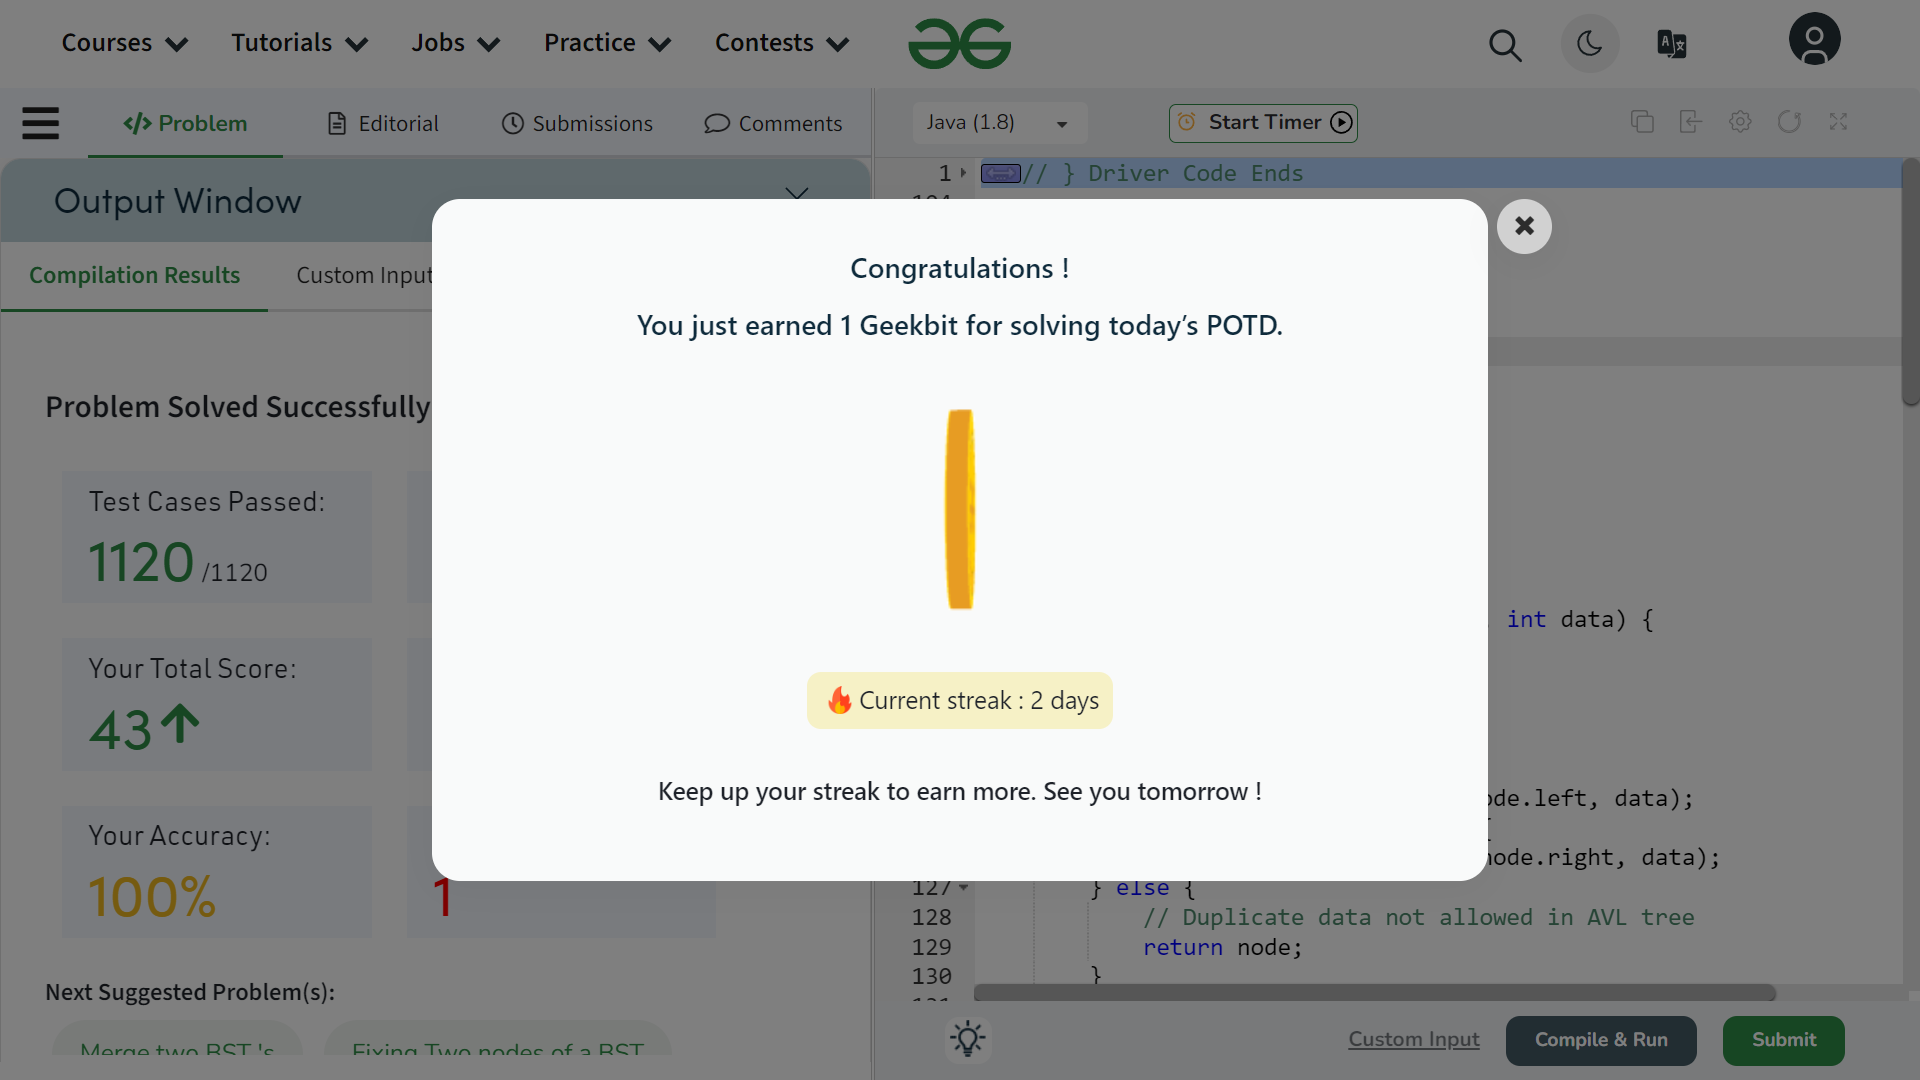 Courses
Tutorials
Jobs
Practice
Contests
Problem
Editorial
Submissions
Comments
Java (1.8)
Start Timer
Output Window
Compilation Results
Custom Input
Problem Solved Successfully
Test Cases Passed:
1120 /1120
Your Total Score:
43
Your Accuracy:
100%
1
Next Suggested Problem(s):
Merge two BST 's
Fixing Two nodes of a BST
Congratulations !
You just earned 1 Geekbit for solving today’s POTD.
🔥 Current streak : 2 days
Keep up your streak to earn more. See you tomorrow !
1 // } Driver Code Ends
int data) {
ode.left, data);
node.right, data);
127 } else {
128 // Duplicate data not allowed in AVL tree
129 return node;
130 }
Custom Input
Compile & Run
Submit